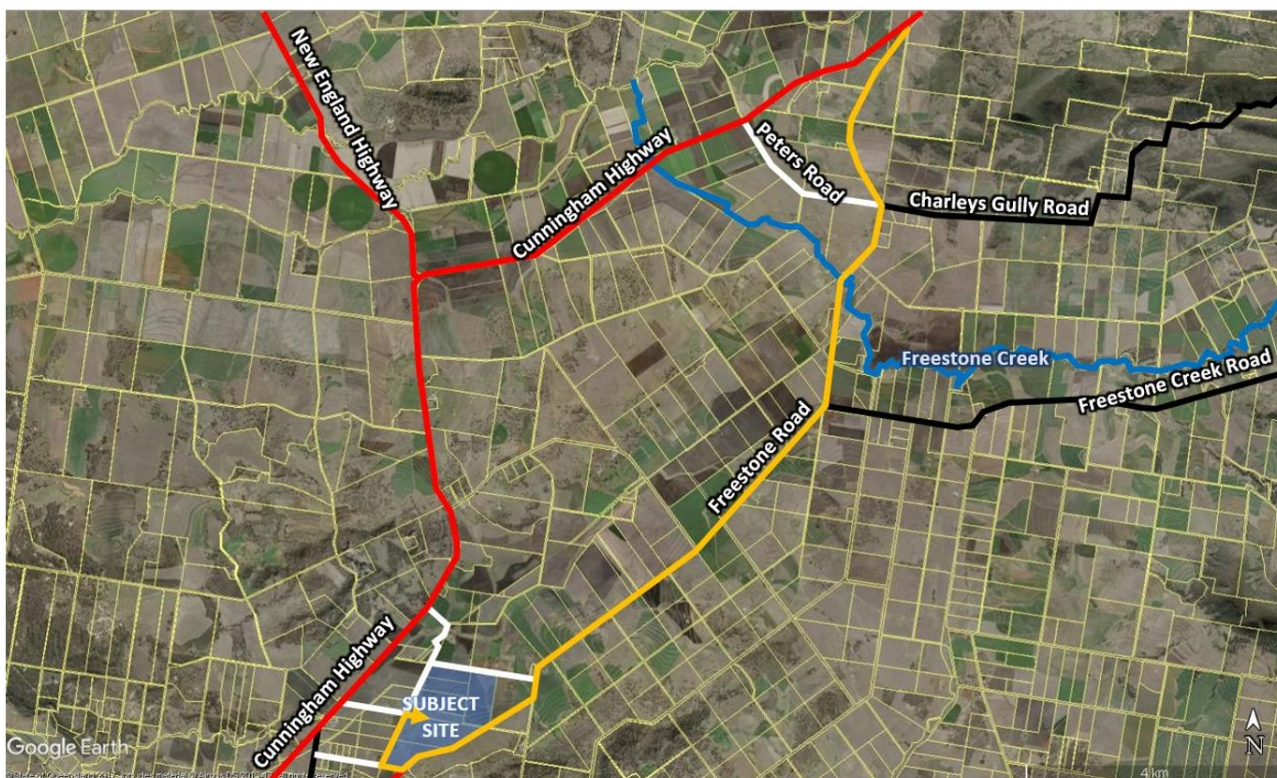 New England Highway
Cunningham Highway
Peters Road
Charleys Gully Road
Freestone Creek
Freestone Creek Road
Freestone Road
Cunningham Highway
SUBJECT
SITE
N
4 km
Google Earth